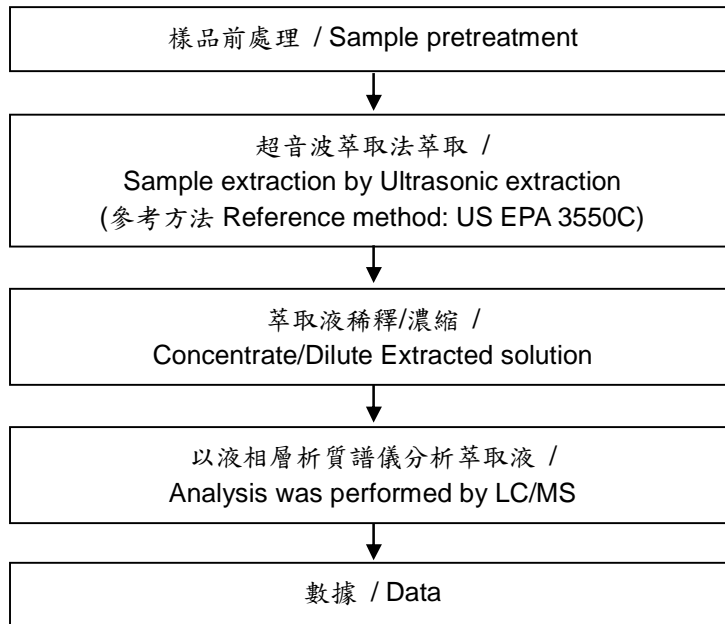 樣品前處理 / Sample pretreatment
超音波萃取法萃取 /
Sample extraction by Ultrasonic extraction
(參考方法 Reference method: US EPA 3550C)
萃取液稀釋/濃縮 /
Concentrate/Dilute Extracted solution
以液相層析質譜儀分析萃取液 /
Analysis was performed by LC/MS
數據 / Data